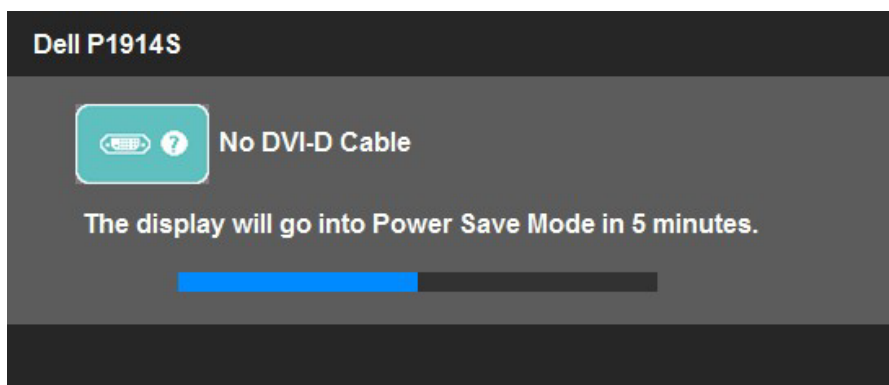 Dell P1914S
? No DVI-D Cable
The display will go into Power Save Mode in 5 minutes.